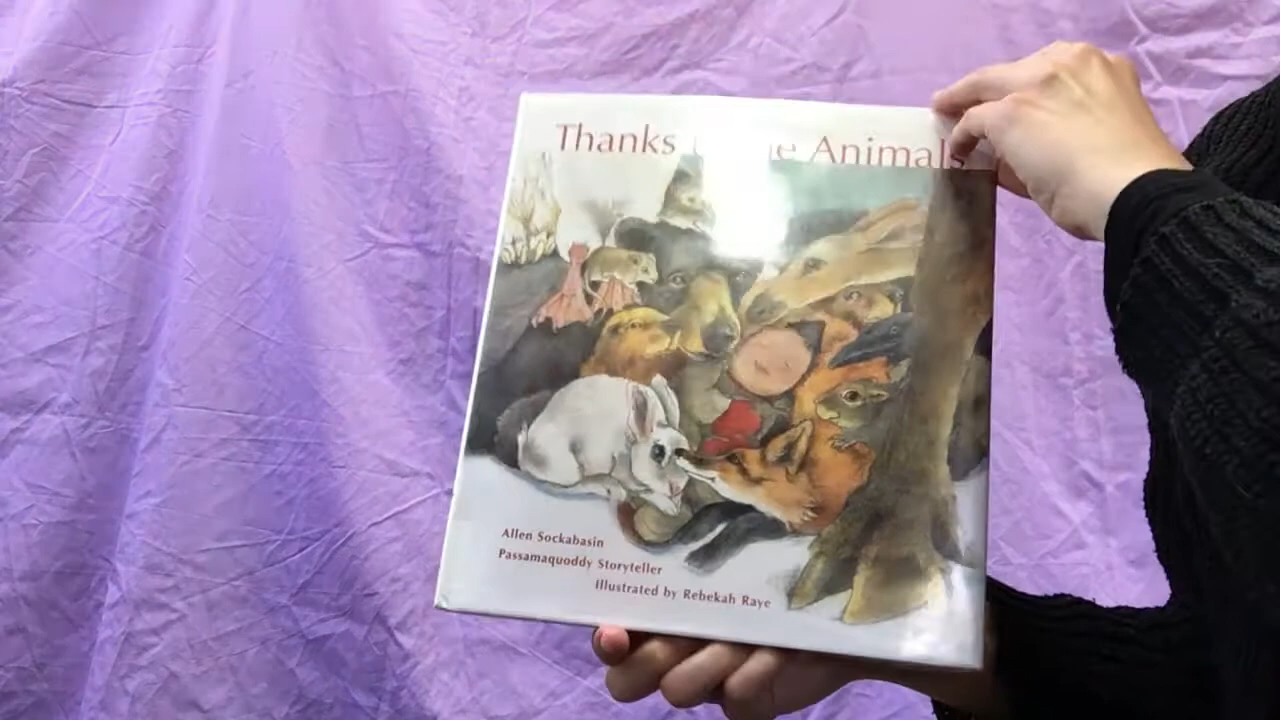 Thanks Animals
Allen Sockabasin
Passamaquoddy Storyteller
Illustrated by Rebekah Raye